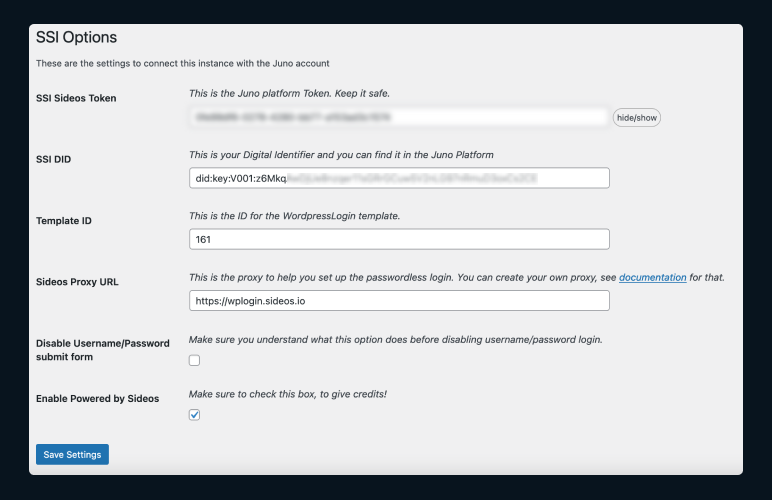 SSI Options
These are the settings to connect this instance with the Juno account
SSI Sideos Token
This is the Juno platform Token. Keep it safe.
hide/show
SSI DID
This is your Digital Identifier and you can find it in the Juno Platform
did:key:V001:z6Mkq
Template ID
This is the ID for the WordpressLogin template.
161
Sideos Proxy URL
This is the proxy to help you set up the passwordless login. You can create your own proxy, see documentation for that.
https://wplogin.sideos.io
Disable Username/Password
submit form
Make sure you understand what this option does before disabling username/password login.
Enable Powered by Sideos
Make sure to check this box, to give credits!
Save Settings